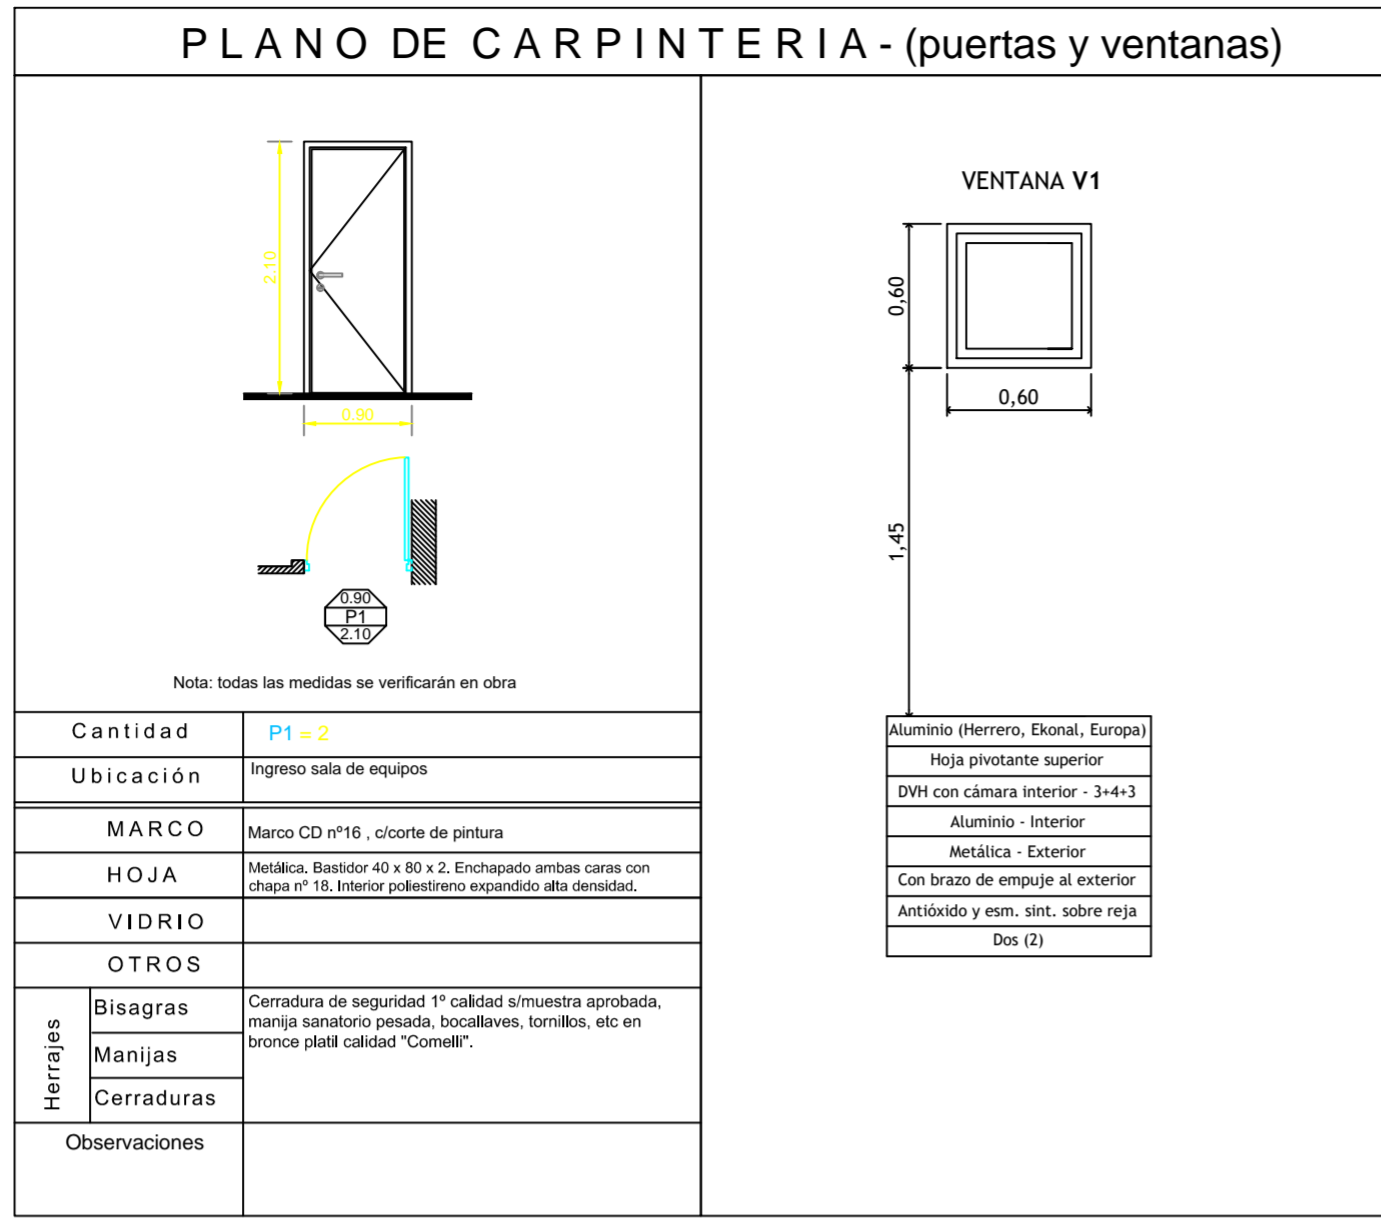 P L A N O DE C A R P I N T E R I A - (puertas y ventanas)
2.10
0.90
0.90
P1
2.10
Nota: todas las medidas se verificarán en obra
Cantidad
P1 = 2
Ubicación
Ingreso sala de equipos
MARCO
Marco CD nº16 , c/corte de pintura
HOJA
Metálica. Bastidor 40 x 80 x 2. Enchapado ambas caras con
chapa nº 18. Interior poliestireno expandido alta densidad.
VIDRIO
OTROS
Herrajes
Bisagras
Manijas
Cerraduras
Cerradura de seguridad 1º calidad s/muestra aprobada,
manija sanatorio pesada, bocallaves, tornillos, etc en
bronce platil calidad "Comelli".
Observaciones
VENTANA V1
0,60
0,60
1,45
Aluminio (Herrero, Ekonal, Europa)
Hoja pivotante superior
DVH con cámara interior - 3+4+3
Aluminio - Interior
Metálica - Exterior
Con brazo de empuje al exterior
Antióxido y esm. sint. sobre reja
Dos (2)